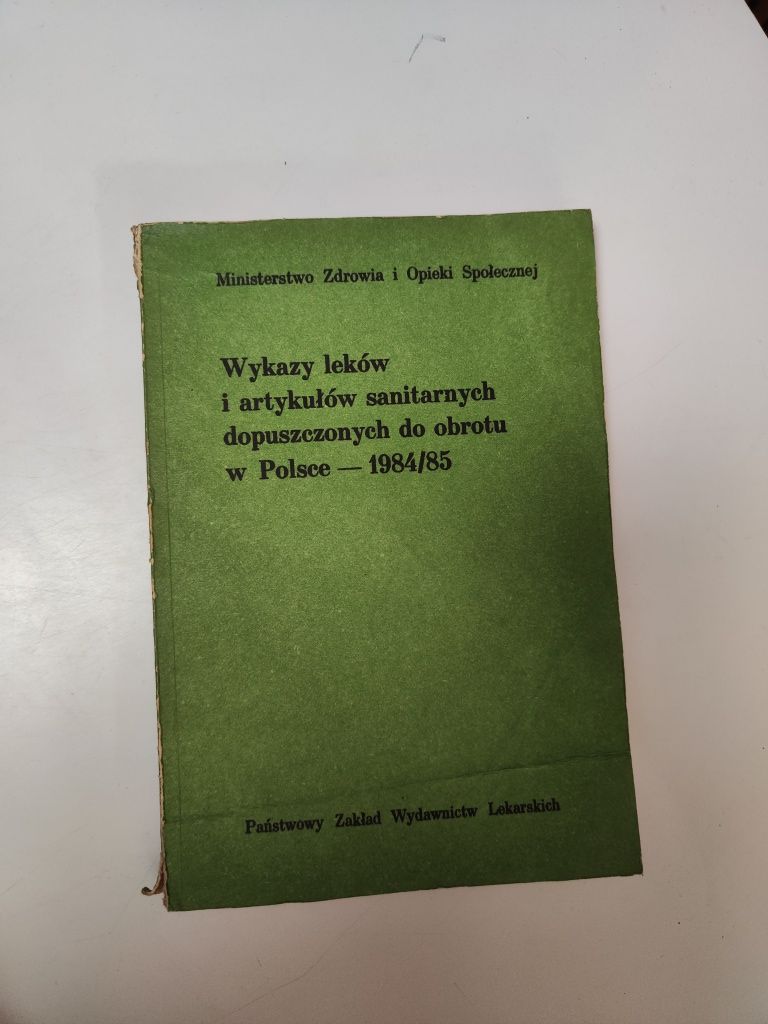 Ministerstwo Zdrowia i Opieki Społecznej
Wykazy leków
i artykułów sanitarnych
dopuszczonych do obrotu
w Polsce — 1984/85
Państwowy Zakład Wydawnictw Lekarskich